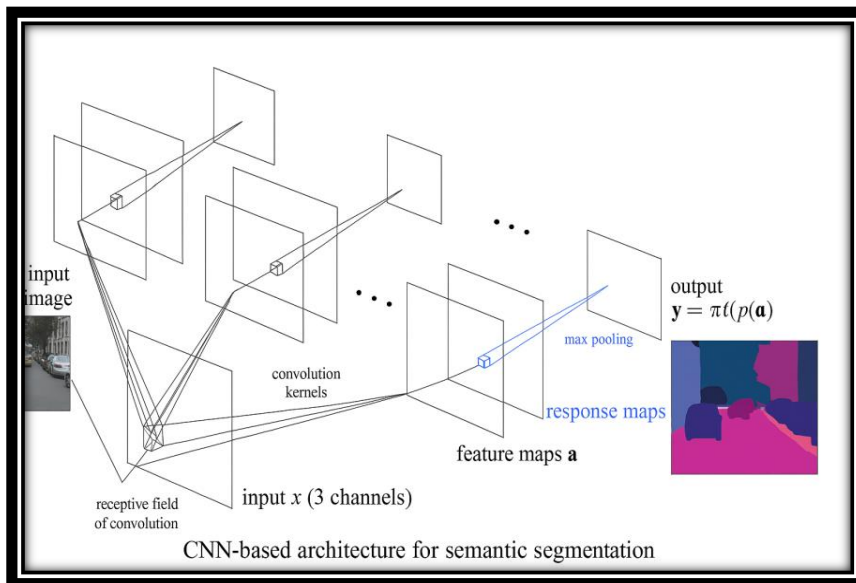 input
image
convolution
kernels
max pooling
output
y = πℓ(p(a)
response maps
feature maps a
input x (3 channels)
receptive field
of convolution
CNN-based architecture for semantic segmentation